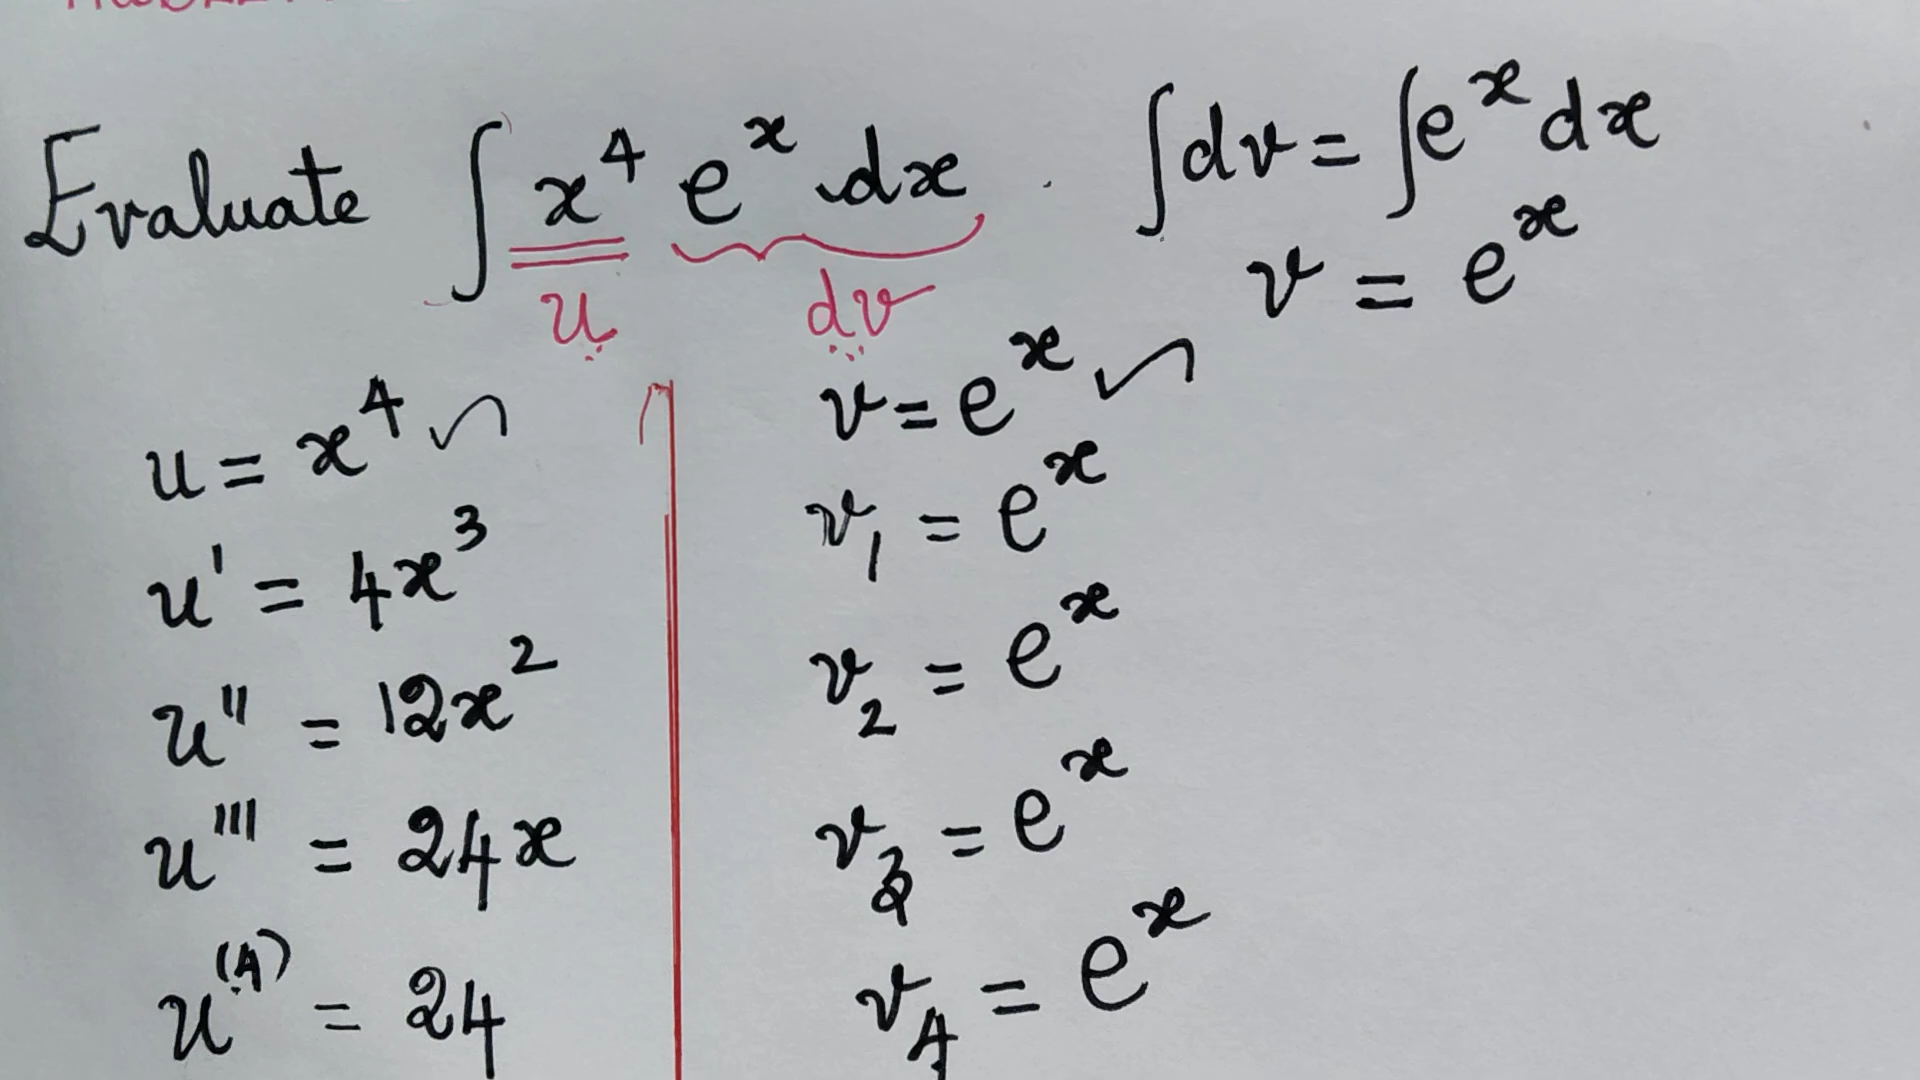 Evaluate ∫ x⁴ eˣ dx . ∫dv = ∫eˣ dx
u dv
v = eˣ
u = x⁴
v = eˣ
u' = 4x³
v₁ = eˣ
u'' = 12x²
v₂ = eˣ
u''' = 24x
v₃ = eˣ
u⁽⁴⁾ = 24
v₄ = eˣ